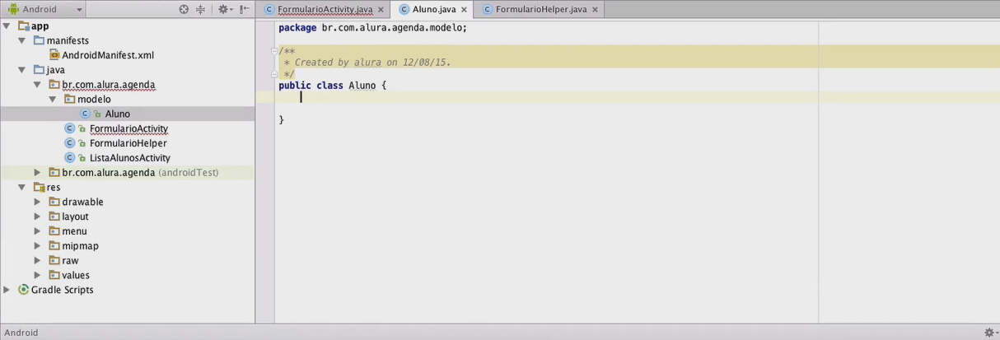 Android
FormularioActivity.java
Aluno.java
FormularioHelper.java
app
manifests
AndroidManifest.xml
java
br.com.alura.agenda
modelo
Aluno
FormularioActivity
FormularioHelper
ListaAlunosActivity
br.com.alura.agenda (androidTest)
res
drawable
layout
menu
mipmap
raw
values
Gradle Scripts
package br.com.alura.agenda.modelo;
/**
* Created by alura on 12/08/15.
*/
public class Aluno {
}
Android